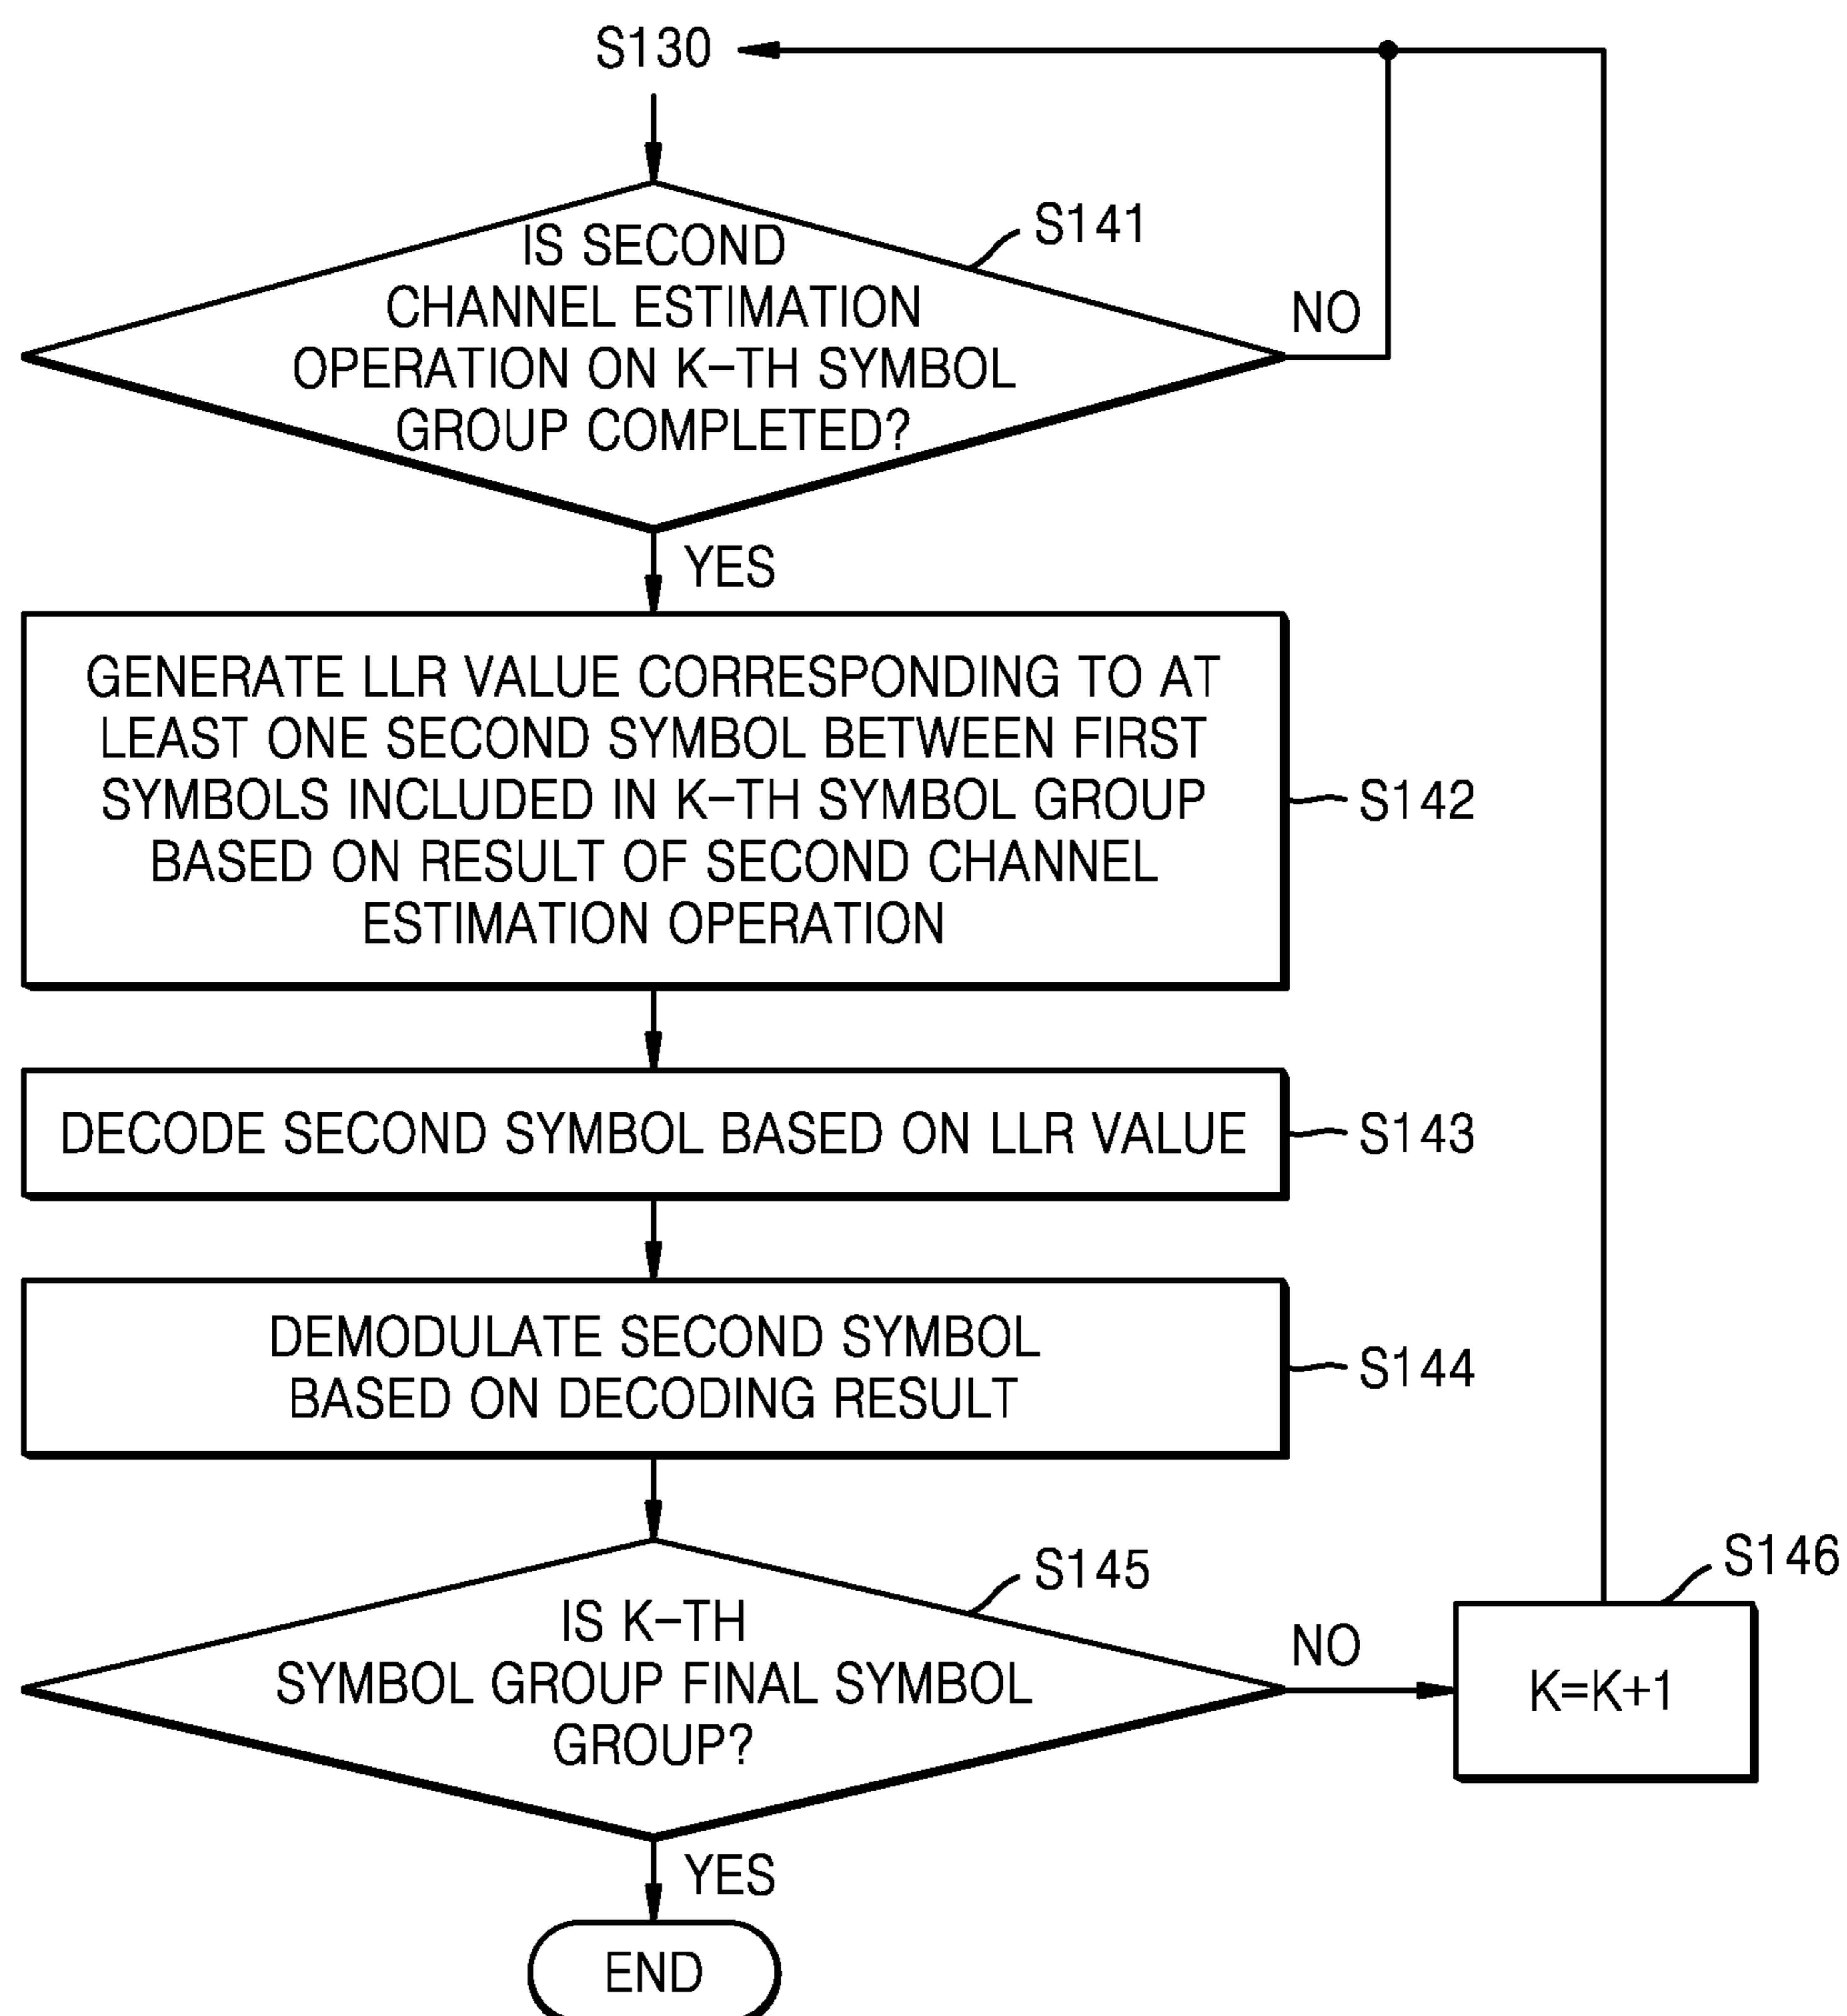 S130
S141
IS SECOND
CHANNEL ESTIMATION
OPERATION ON K-TH SYMBOL
GROUP COMPLETED?
NO
YES
GENERATE LLR VALUE CORRESPONDING TO AT
LEAST ONE SECOND SYMBOL BETWEEN FIRST
SYMBOLS INCLUDED IN K-TH SYMBOL GROUP
BASED ON RESULT OF SECOND CHANNEL
ESTIMATION OPERATION
S142
DECODE SECOND SYMBOL BASED ON LLR VALUE
S143
DEMODULATE SECOND SYMBOL
BASED ON DECODING RESULT
S144
S145
IS K-TH
SYMBOL GROUP FINAL SYMBOL
GROUP?
NO
S146
K=K+1
YES
END